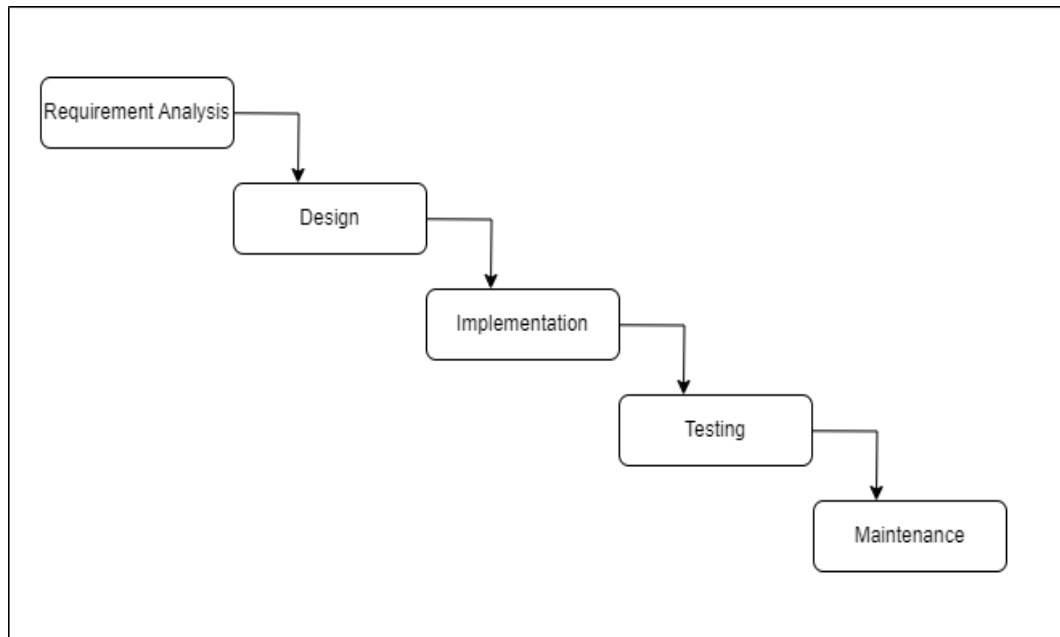 Requirement Analysis
Design
Implementation
Testing
Maintenance